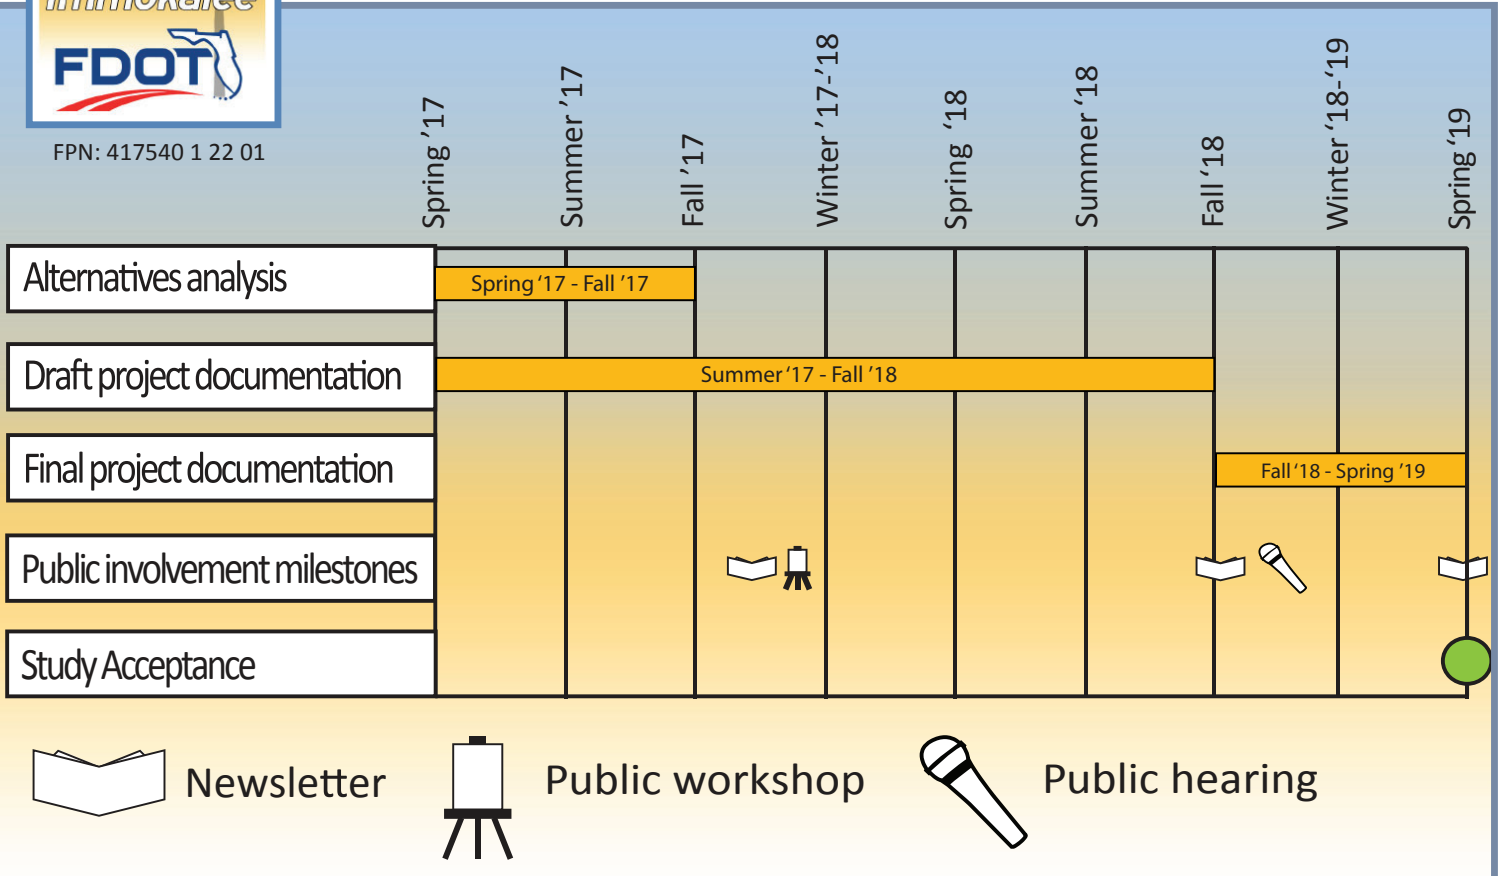 Immokalee
FDOT
FPN: 417540 1 22 01
Spring ’17
Summer ’17
Fall ’17
Winter ’17-’18
Spring ‘18
Summer ‘18
Fall ‘18
Winter ‘18-‘19
Spring ‘19
Alternatives analysis
Spring ‘17 - Fall ’17
Draft project documentation
Summer ‘17 - Fall ’18
Final project documentation
Fall ‘18 - Spring ’19
Public involvement milestones
Study Acceptance
Newsletter
Public workshop
Public hearing